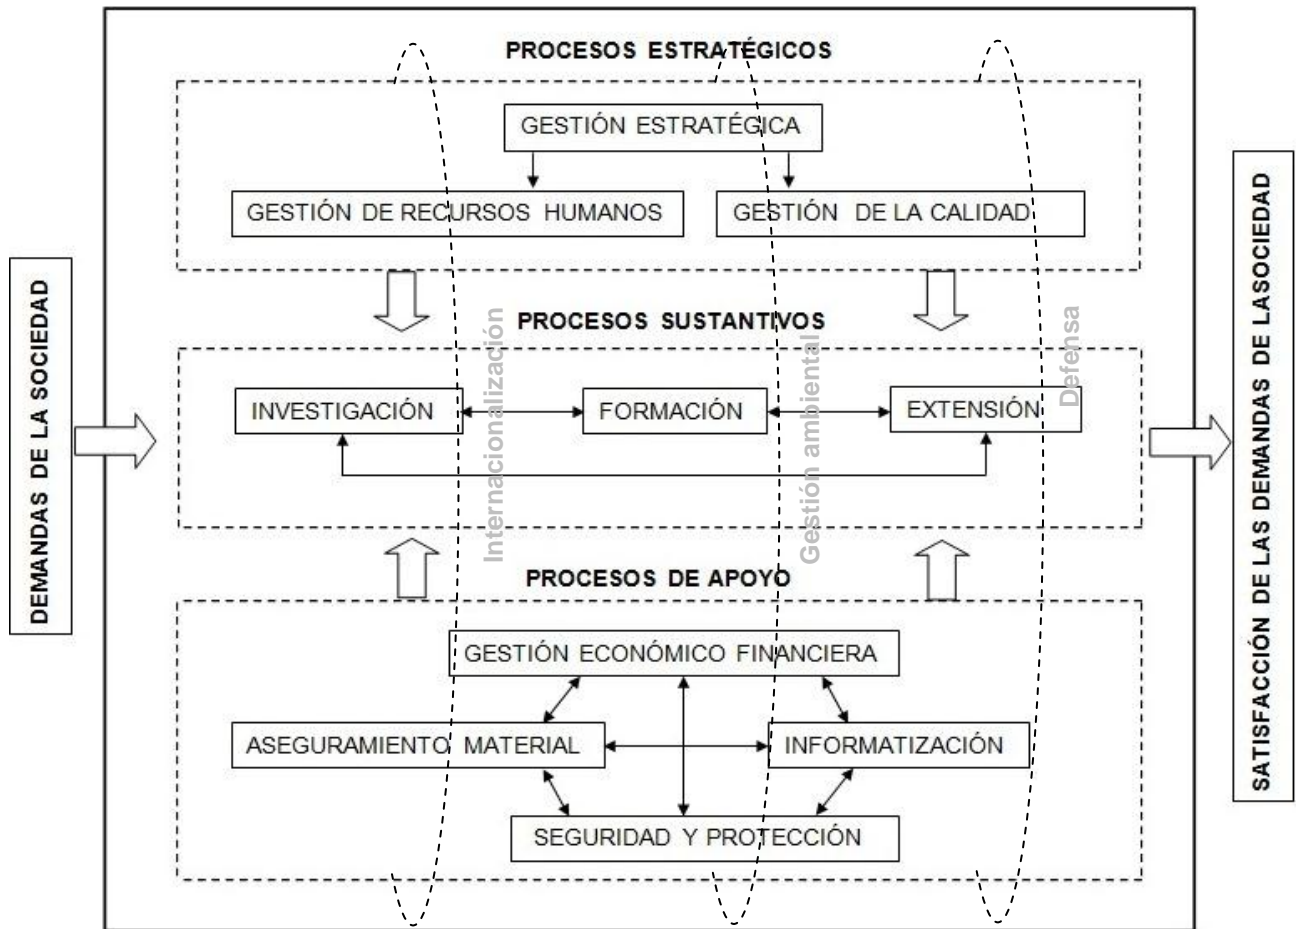 PROCESOS ESTRATÉGICOS
GESTIÓN ESTRATÉGICA
GESTIÓN DE RECURSOS HUMANOS
GESTIÓN DE LA CALIDAD
DEMANDAS DE LA SOCIEDAD
PROCESOS SUSTANTIVOS
INVESTIGACIÓN
FORMACIÓN
EXTENSIÓN
Internacionalización
Gestión ambiental
Defensa
PROCESOS DE APOYO
GESTIÓN ECONÓMICO FINANCIERA
ASEGURAMIENTO MATERIAL
INFORMATIZACIÓN
SEGURIDAD Y PROTECCIÓN
SATISFACCIÓN DE LAS DEMANDAS DE LASOCIEDAD